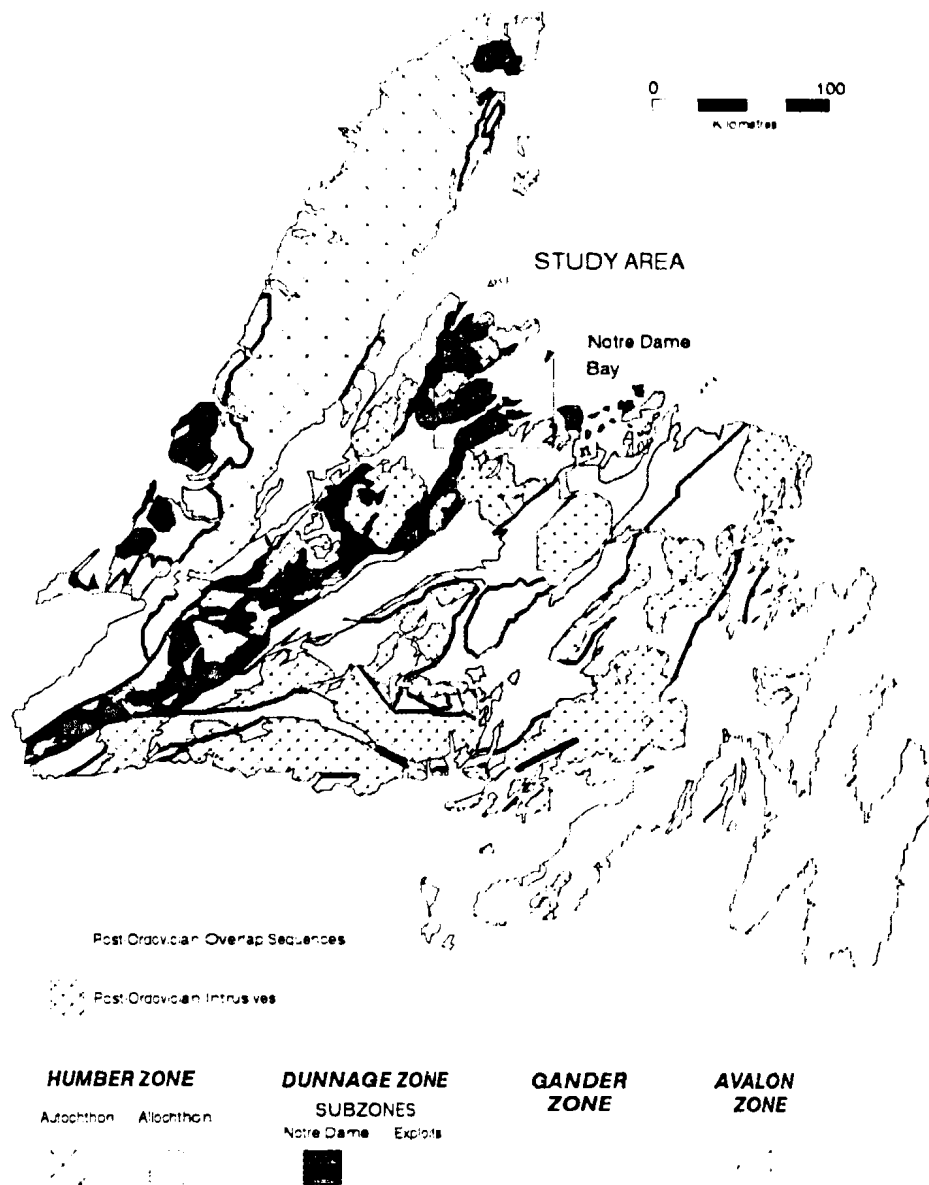 0 100
Kilometres
STUDY AREA
Notre Dame
Bay
Post Ordovician Overlap Sequences
Post-Ordovician Intrusives
HUMBER ZONE
DUNNAGE ZONE
GANDER
ZONE
AVALON
ZONE
Autochthon Allochthon
SUBZONES
Notre Dame Exploits